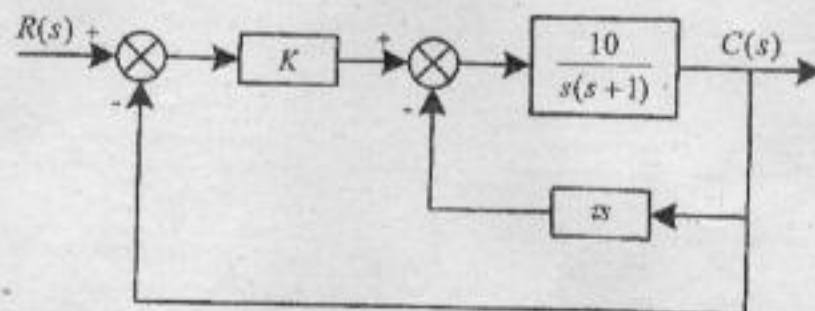 R(s) +
-
K
+
-
10
s(s+1)
C(s)
τs